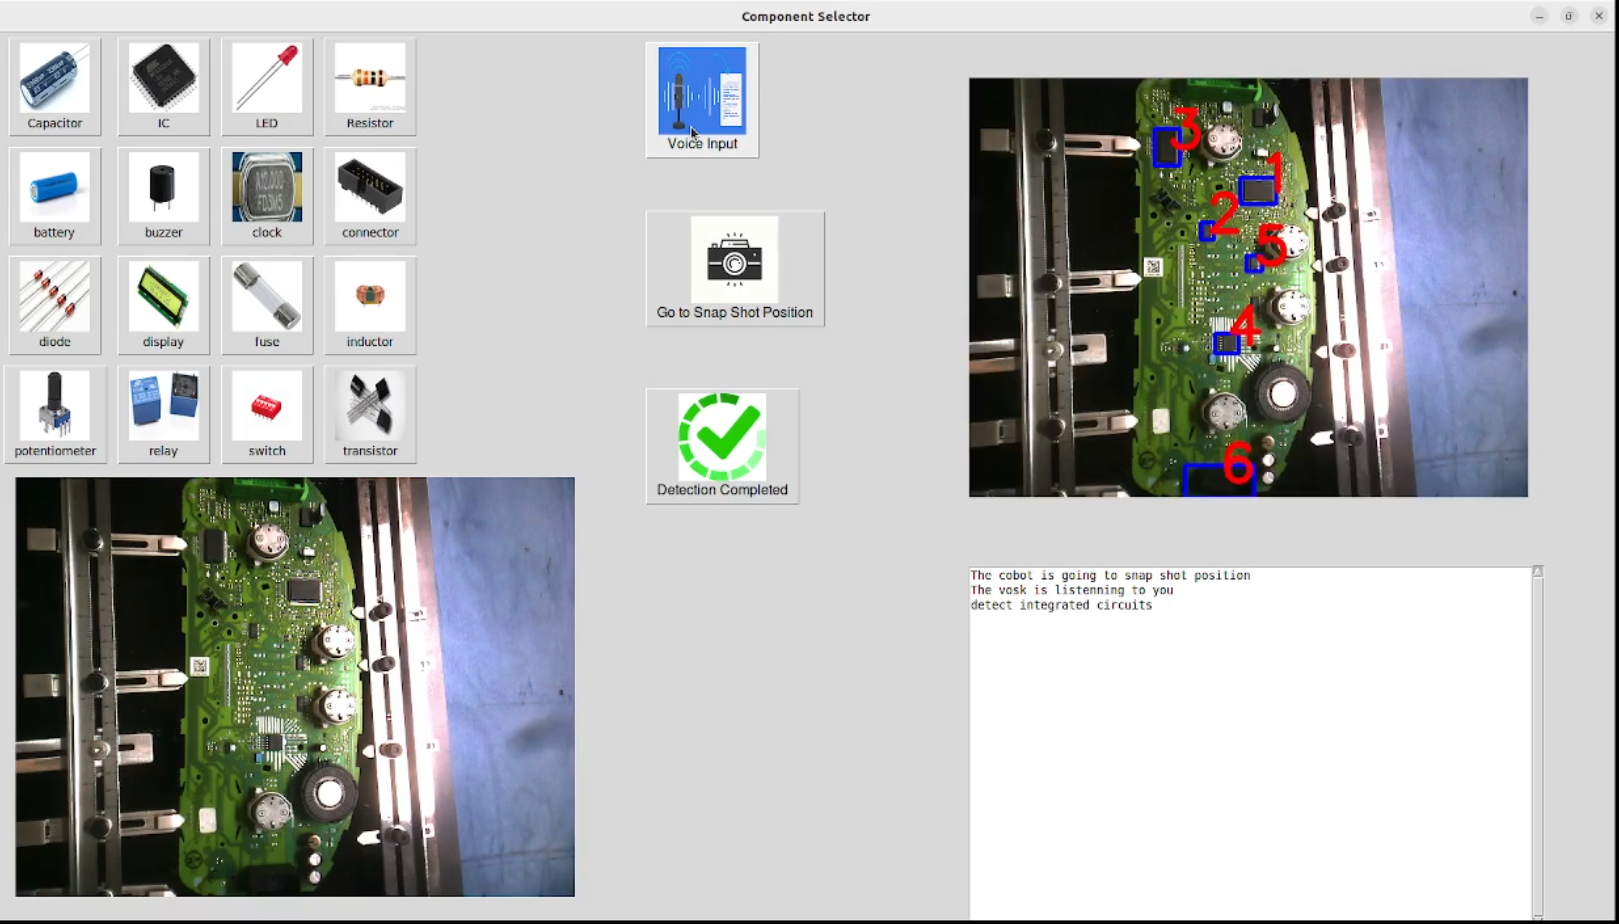 Component Selector
Capacitor
IC
LED
Resistor
battery
buzzer
clock
connector
diode
display
fuse
inductor
potentiometer
relay
switch
transistor
Voice Input
Go to Snap Shot Position
Detection Completed
3
1
2
5
4
6
The cobot is going to snap shot position
The vosk is listenning to you
detect integrated circuits